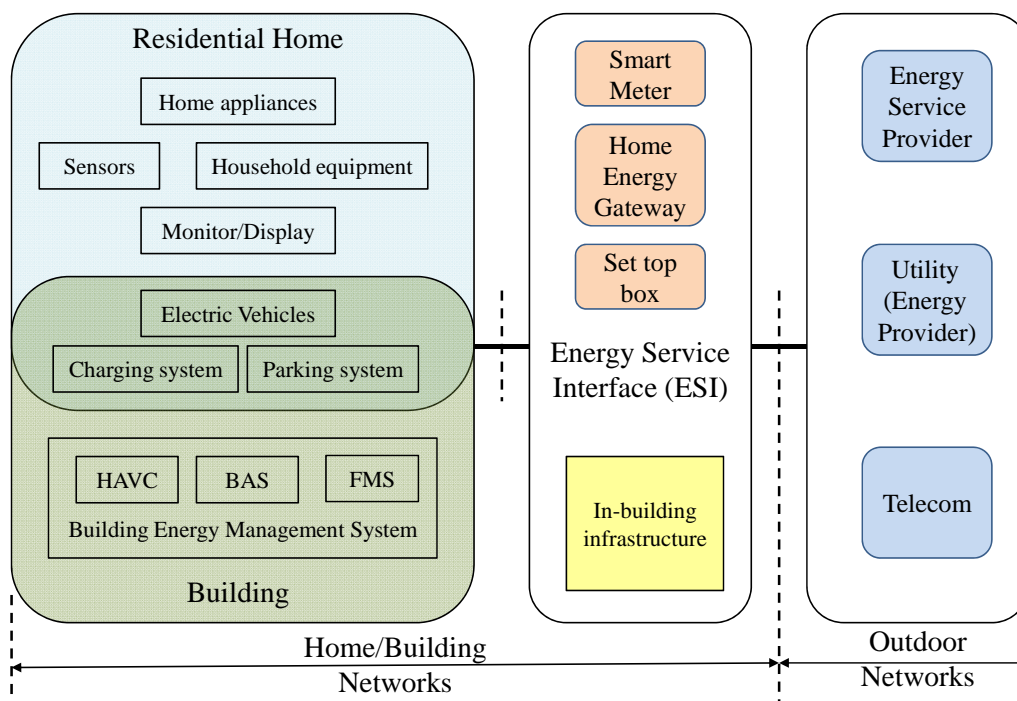 Residential Home
Home appliances
Sensors
Household equipment
Monitor/Display
Electric Vehicles
Charging system
Parking system
HAVC
BAS
FMS
Building Energy Management System
Building
Smart
Meter
Home
Energy
Gateway
Set top
box
Energy Service
Interface (ESI)
In-building
infrastructure
Energy
Service
Provider
Utility
(Energy
Provider)
Telecom
Home/Building
Networks
Outdoor
Networks